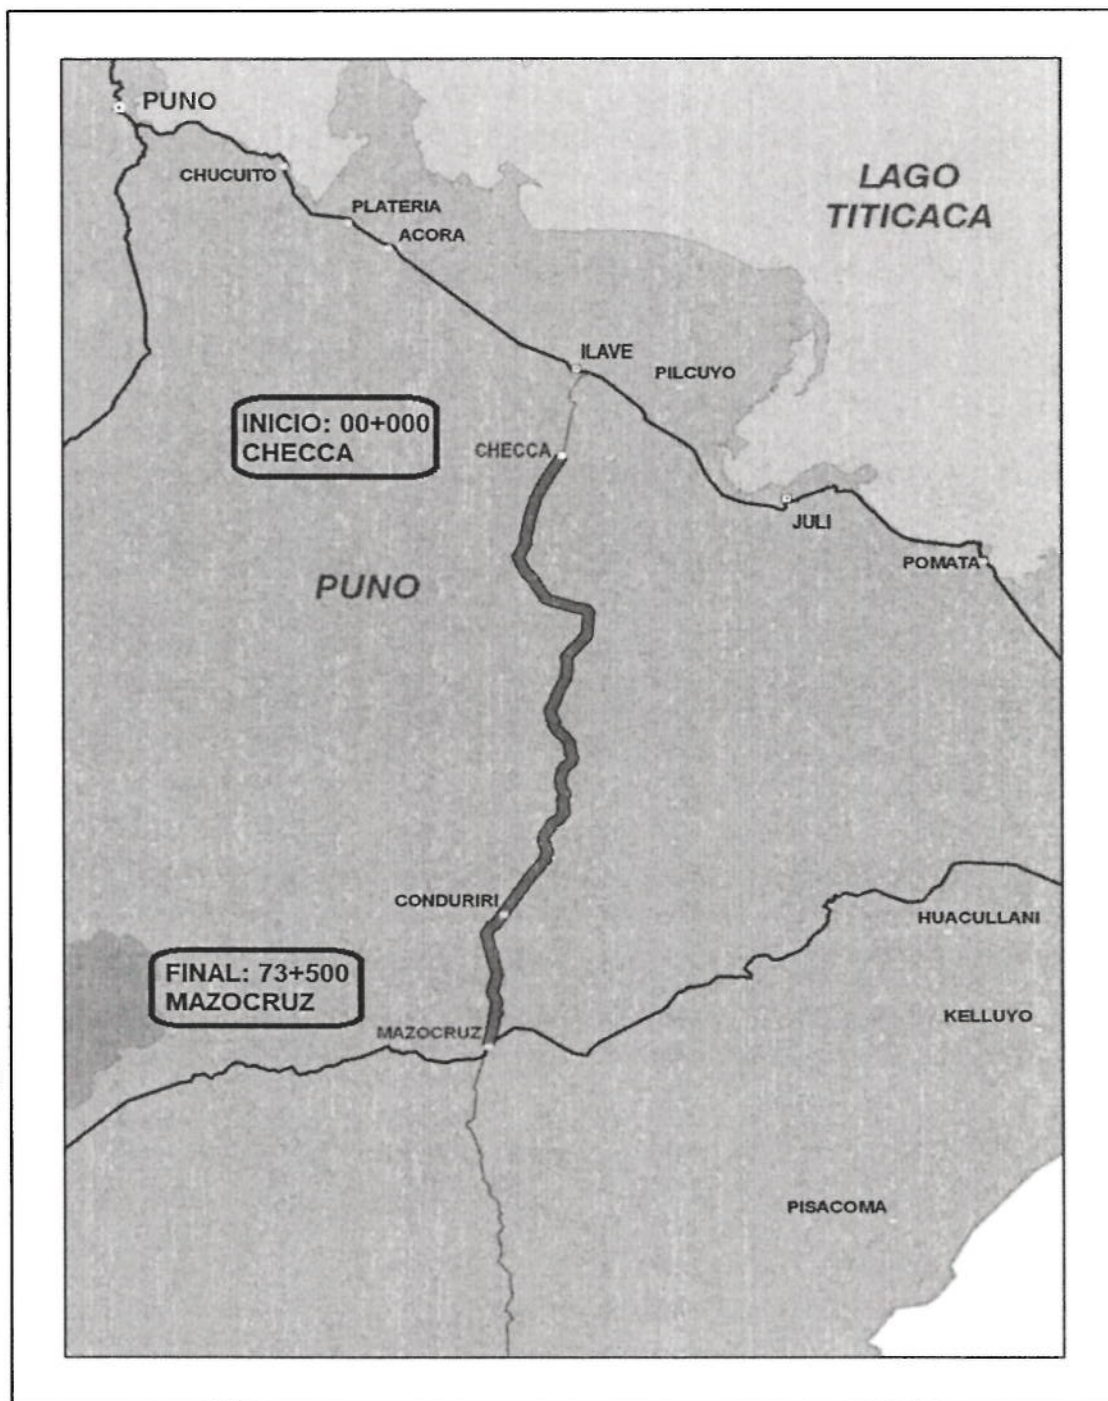 PUNO
CHUCUITO
PLATERIA
ACORA
LAGO
TITICACA
ILAVE
PILCUYO
INICIO: 00+000
CHECCA
CHECCA
JULI
POMATA
PUNO
CONDURIRI
HUACULLANI
FINAL: 73+500
MAZOCRUZ
KELLUYO
MAZOCRUZ
PISACOMA